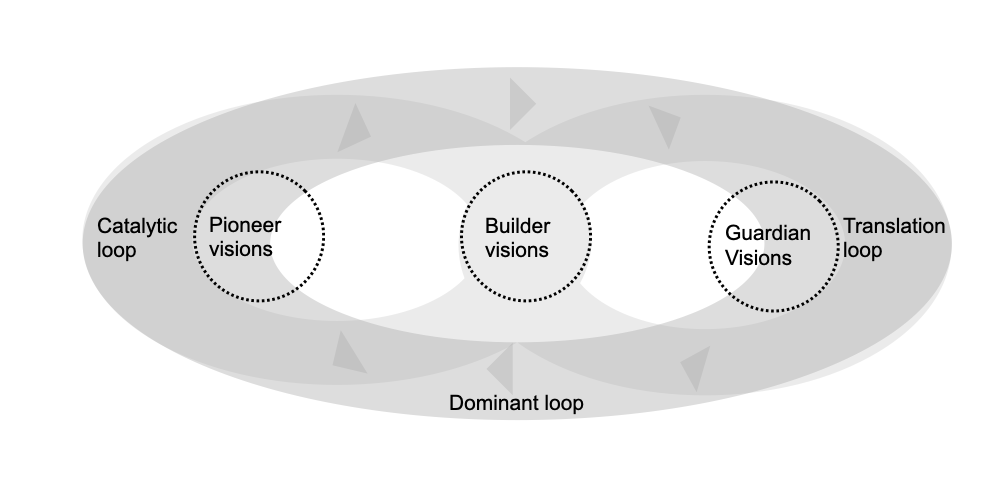 Catalytic
loop
Pioneer
visions
Builder
visions
Guardian
Visions
Translation
loop
Dominant loop